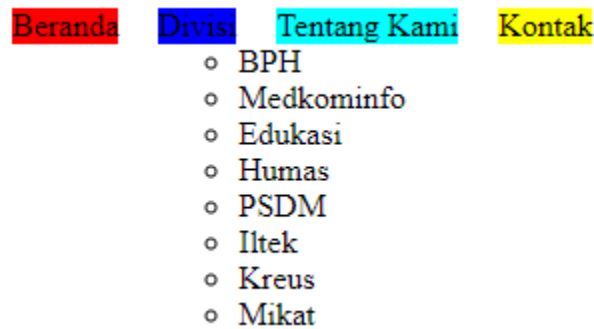 Beranda Divisi Tentang Kami Kontak
BPH
Medkominfo
Edukasi
Humas
PSDM
Iltek
Kreus
Mikat